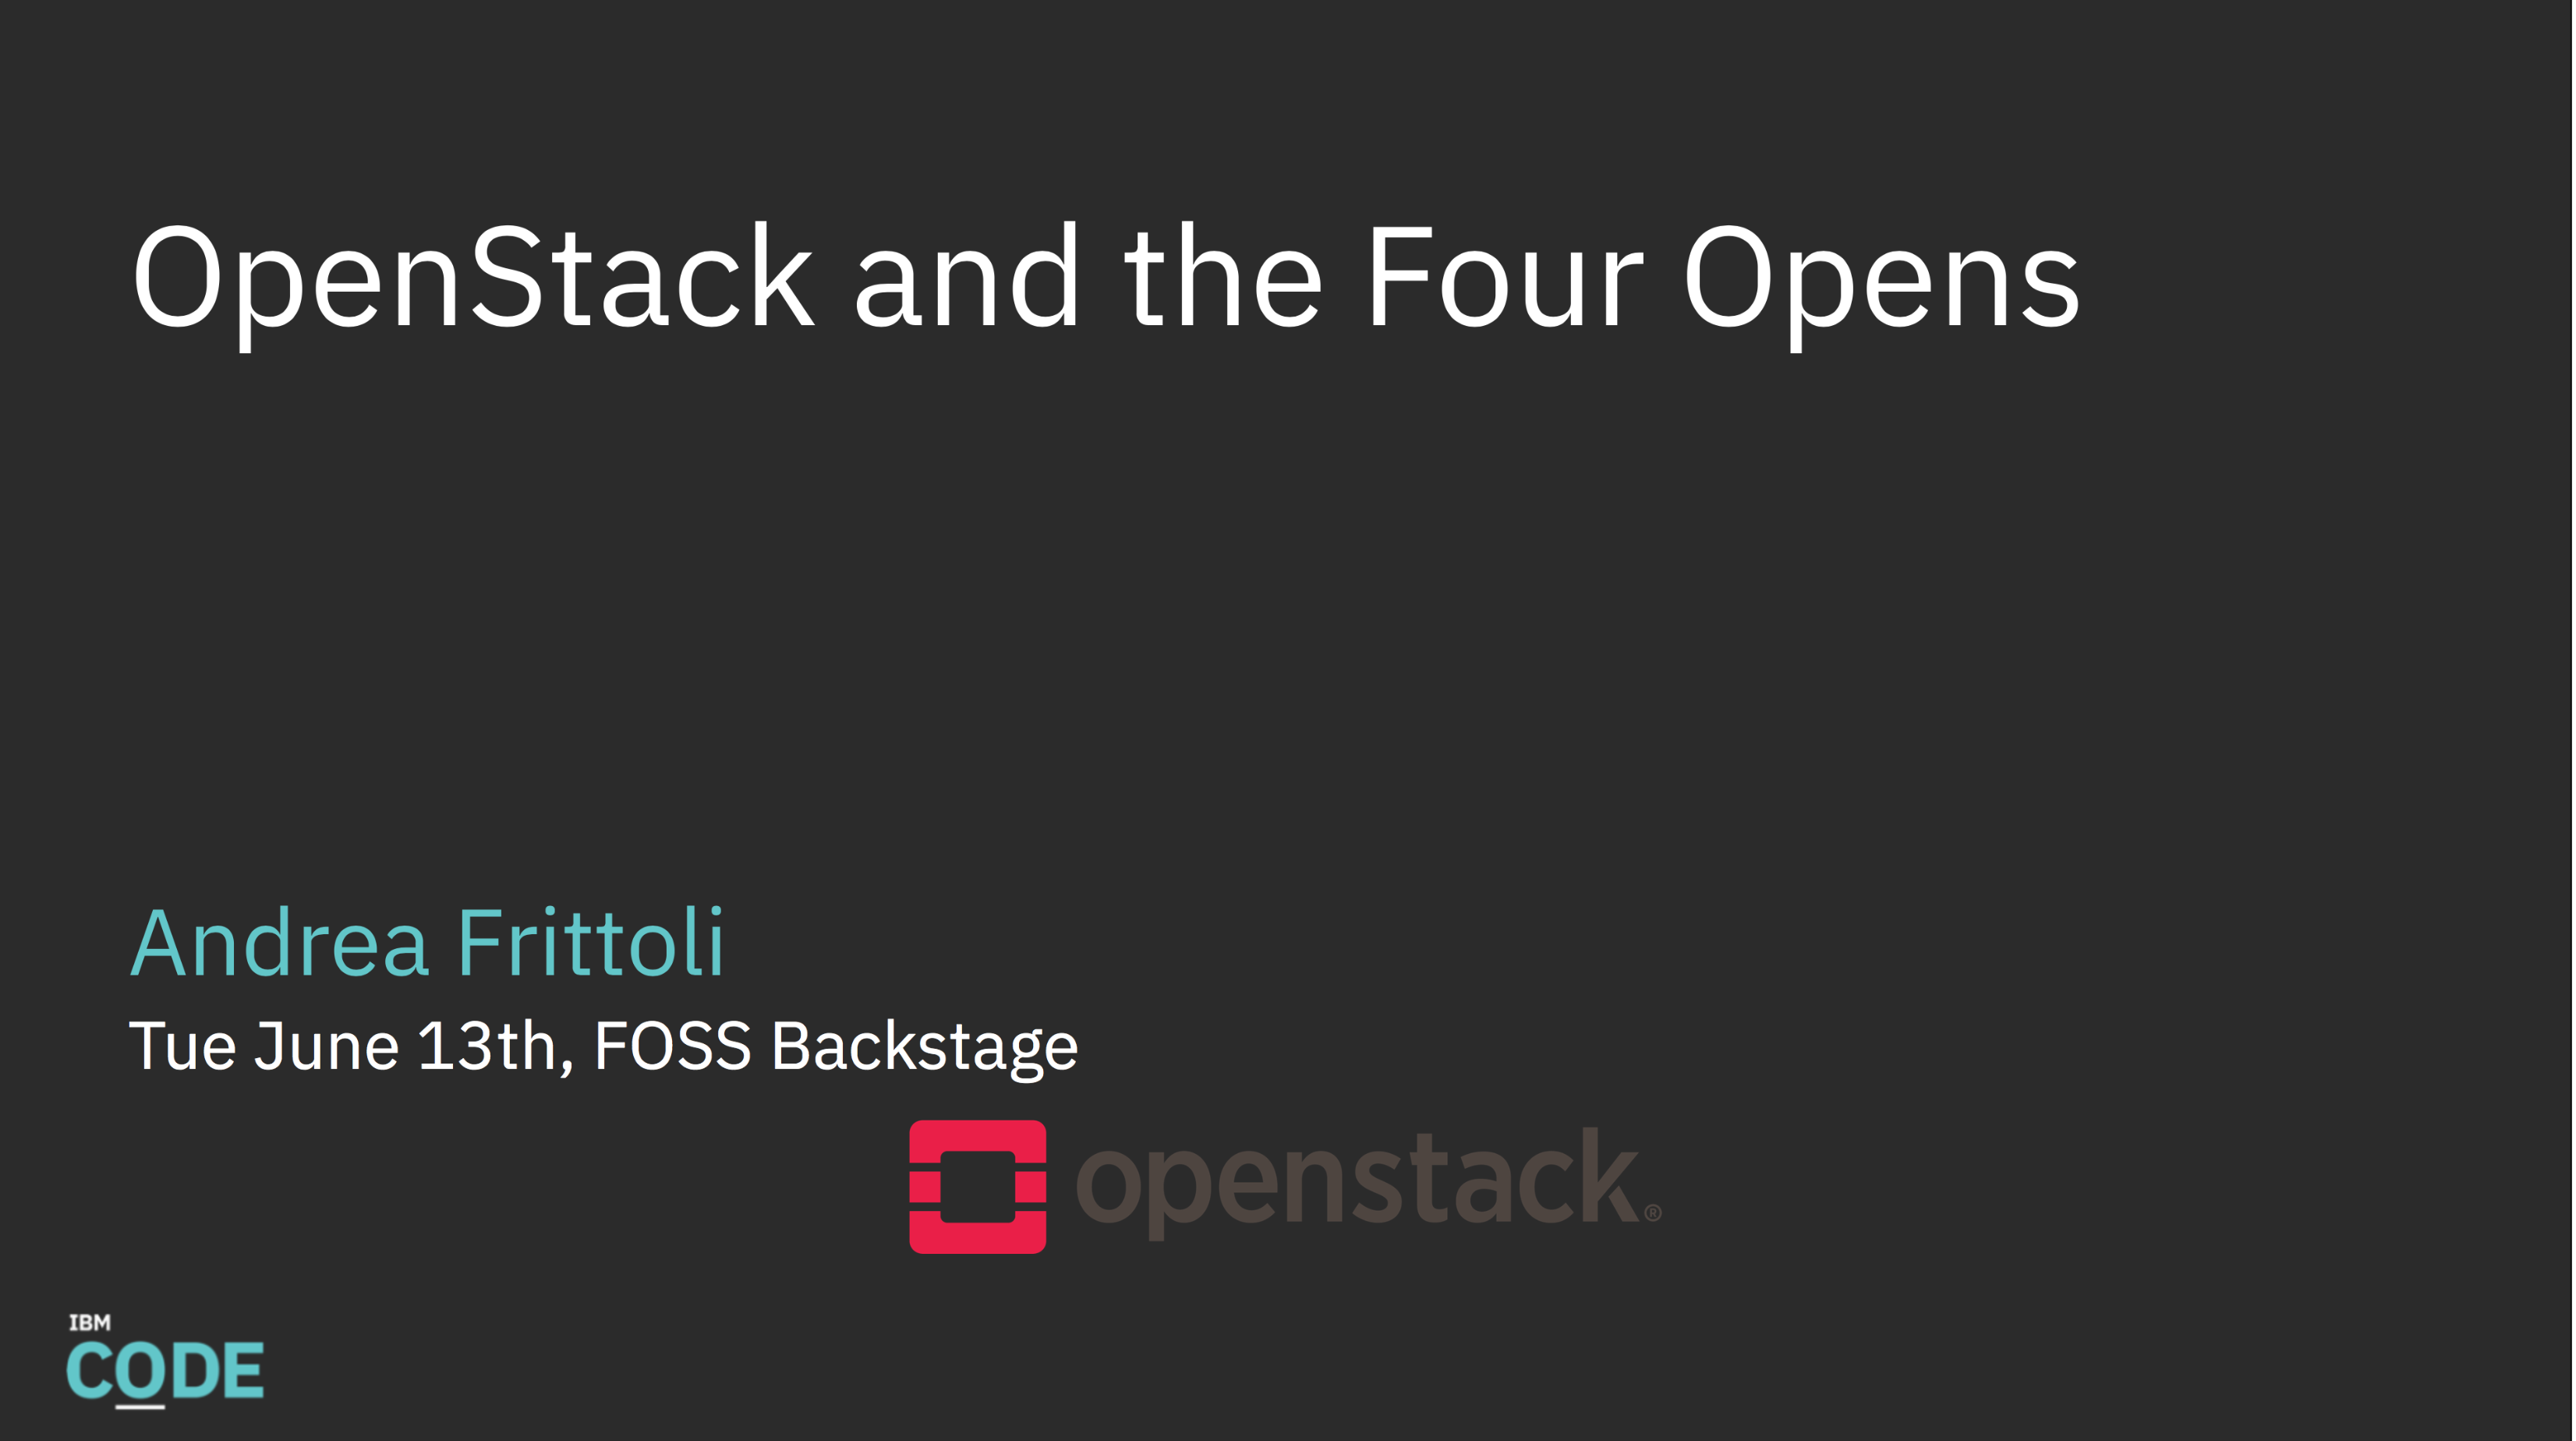 OpenStack and the Four Opens
Andrea Frittoli
Tue June 13th, FOSS Backstage
openstack®
IBM
CODE